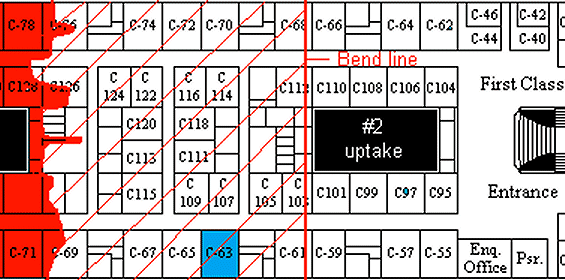 C-78 C-76 C-74 C-72 C-70 C-68 C-66 C-64 C-62 C-46 C-42
C-44 C-40
Bend line
C128 C126 C 124 C 122 C 116 C 114 C112 C110 C108 C106 C104 First Class
C120 C118 #2
C113 C111 uptake
C115 C 109 C 107 C 105 C 103 C101 C99 C97 C95 Entrance
C-71 C-69 C-67 C-65 C-63 C-61 C-59 C-57 C-55 Enq. Office Psr.